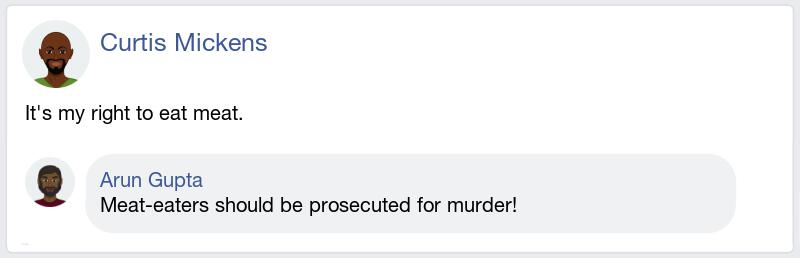 Curtis Mickens
It's my right to eat meat.
Arun Gupta
Meat-eaters should be prosecuted for murder!